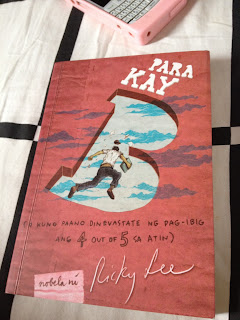 PARA
KAY
B
(O KUNG PAANO DINEVASTATE NG PAG-IBIG
ANG 4 OUT OF 5 SA ATIN)
nobela ni Ricky Lee